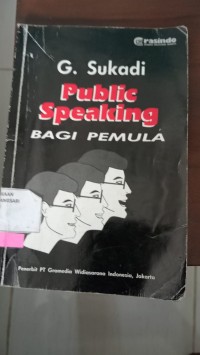 Grasindo
G. Sukadi
Public
Speaking
BAGI PEMULA
Penerbit PT Gramedia Widiasarana Indonesia, Jakarta